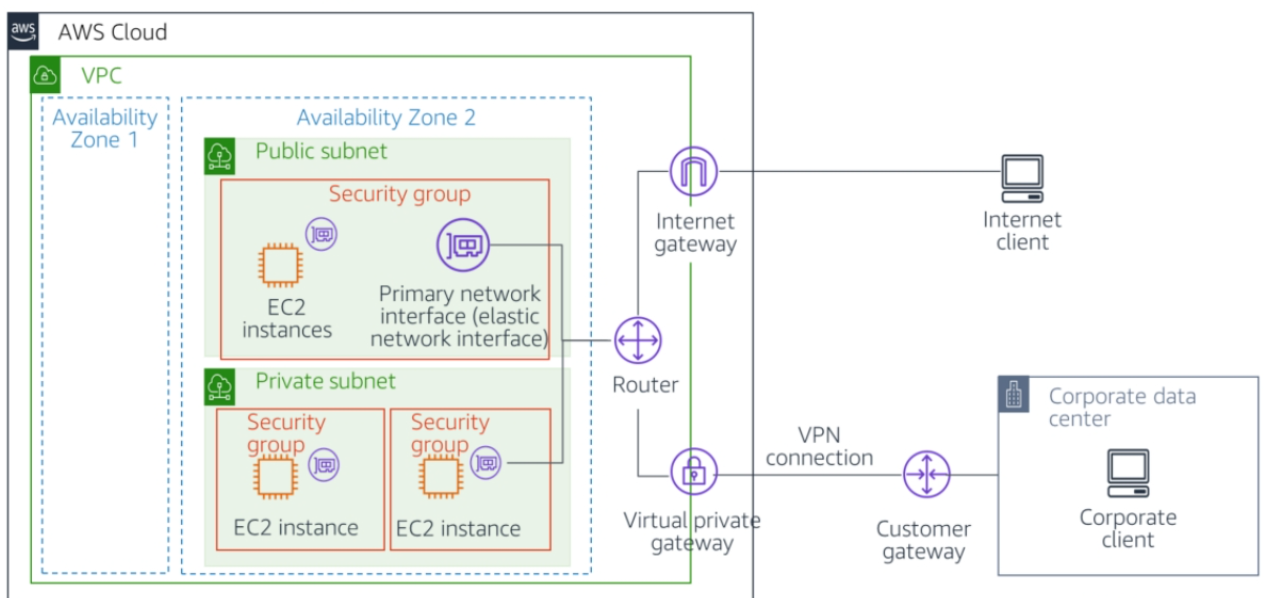 aws
AWS Cloud
VPC
Availability
Zone 1
Availability Zone 2
Public subnet
Security group
EC2
instances
Primary network
interface (elastic
network interface)
Private subnet
Security
group
EC2 instance
Security
group
EC2 instance
Internet
gateway
Router
Virtual private
gateway
Internet
client
VPN
connection
Customer
gateway
Corporate data
center
Corporate
client